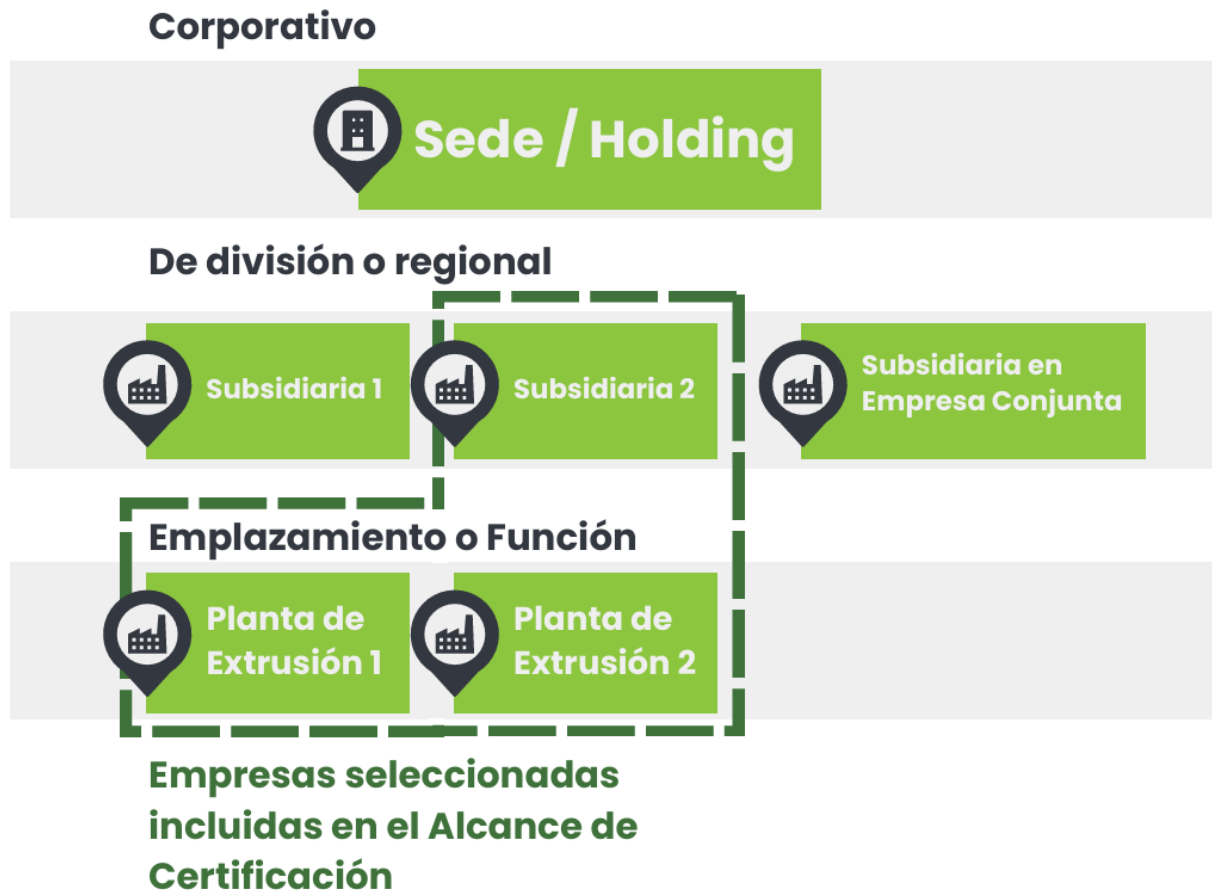 Corporativo
Sede / Holding
De división o regional
Subsidiaria 1
Subsidiaria 2
Subsidiaria en
Empresa Conjunta
Emplazamiento o Función
Planta de
Extrusión 1
Planta de
Extrusión 2
Empresas seleccionadas
incluidas en el Alcance de
Certificación